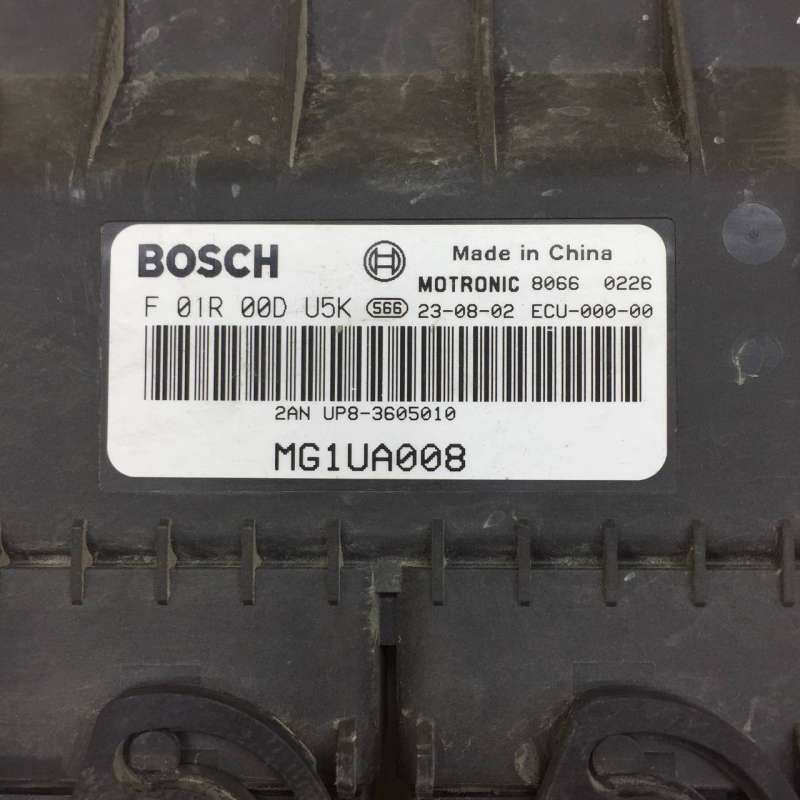 BOSCH Made in China
MOTRONIC 8066 0226
F 01R 00D U5K S66 23-08-02 ECU-000-00
2AN UP8-3605010
MG1UA008